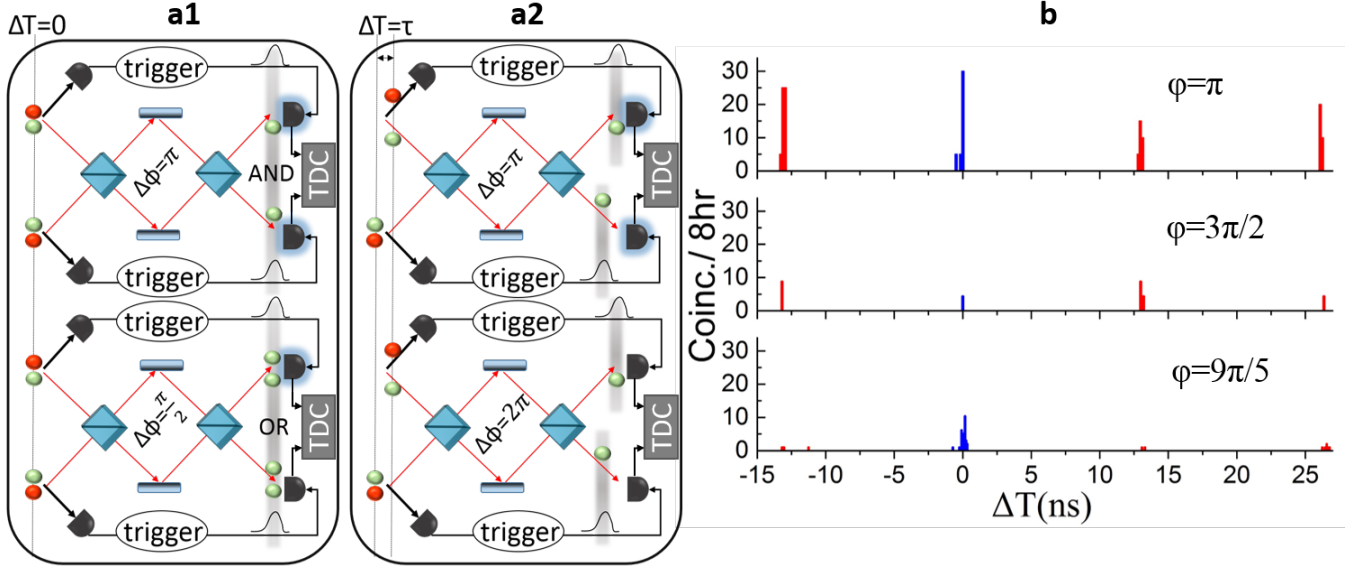 a1
a2
b
ΔT=0
ΔT=τ
trigger
trigger
Δφ=π
Δφ=π
AND
TDC
TDC
trigger
trigger
trigger
trigger
Δφ=π/2
Δφ=2π
OR
TDC
TDC
trigger
trigger
Coinc./ 8hr
30
20
10
0
φ=π
30
20
10
0
φ=3π/2
30
20
10
0
φ=9π/5
-15 -10 -5 0 5 10 15 20 25
ΔT(ns)